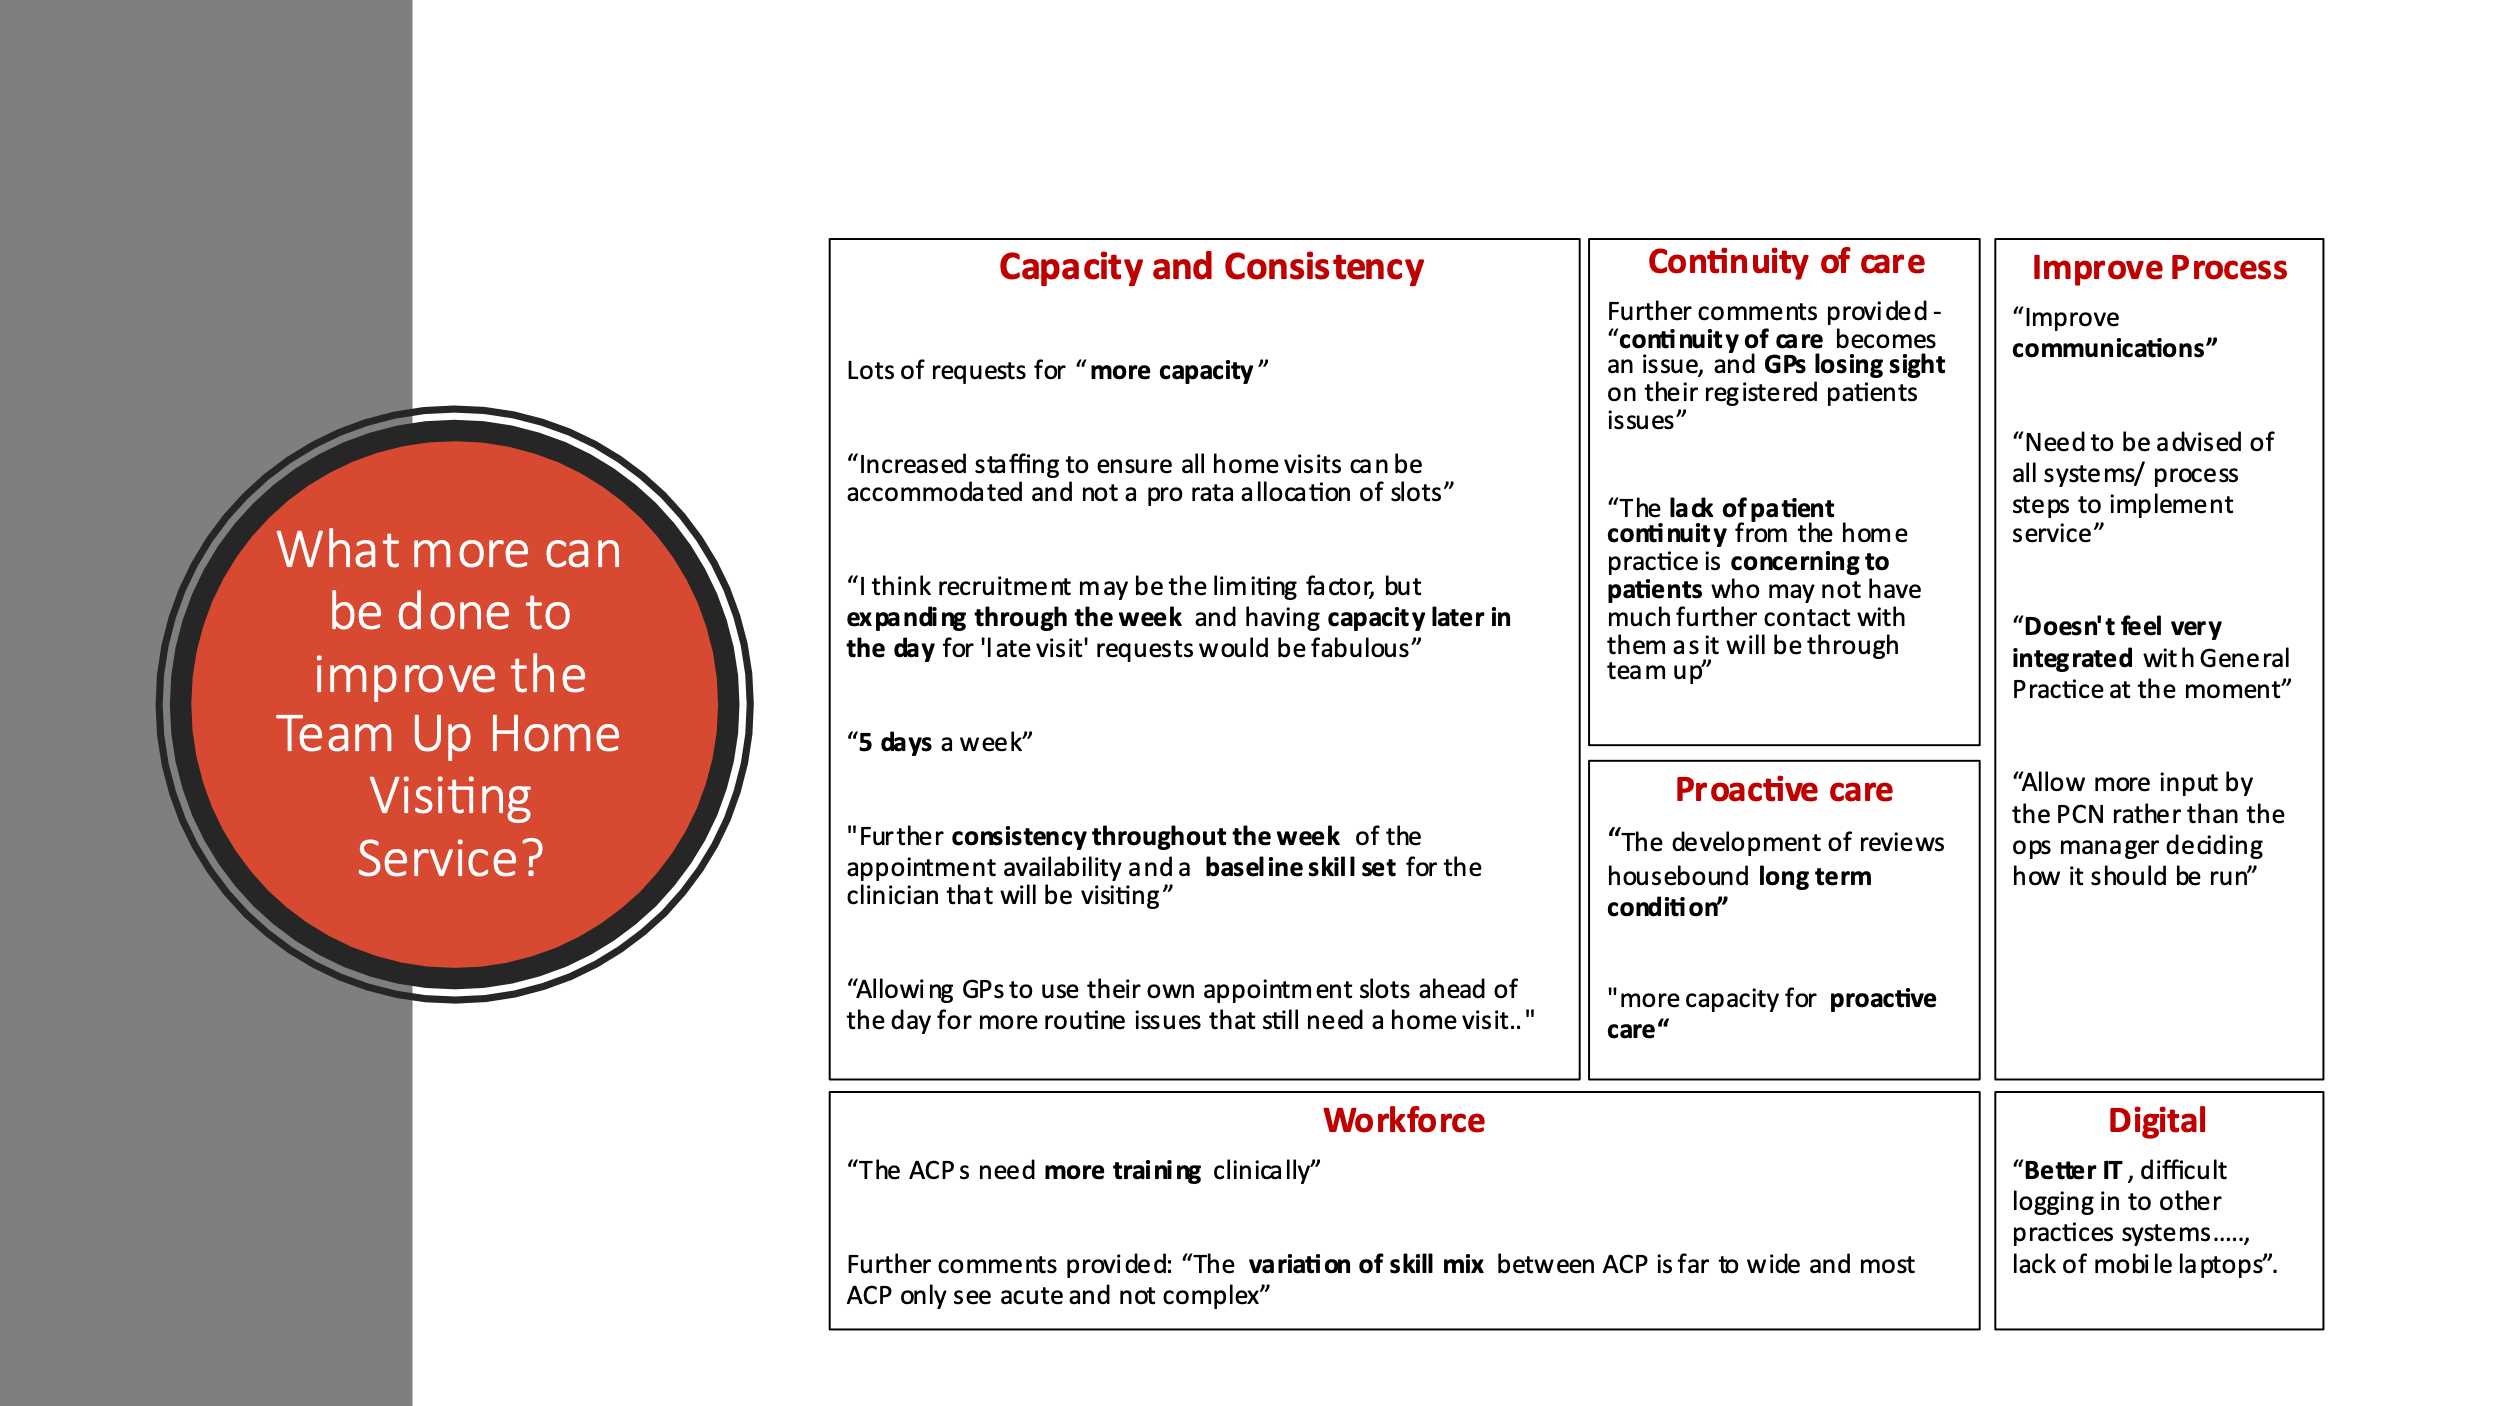 What more can
be done to
improve the
Team Up Home
Visiting
Service?
Capacity and Consistency
Lots of requests for “more capacity”
“Increased staffing to ensure all home visits can be
accommodated and not a pro rata allocation of slots”
“I think recruitment may be the limiting factor, but
expanding through the week and having capacity later in
the day for 'late visit' requests would be fabulous”
“5 days a week”
"Further consistency throughout the week of the
appointment availability and a baseline skill set for the
clinician that will be visiting”
“Allowing GPs to use their own appointment slots ahead of
the day for more routine issues that still need a home visit.."
Continuity of care
Further comments provided -
“continuity of care becomes
an issue, and GPs losing sight
on their registered patients
issues”
“The lack of patient
continuity from the home
practice is concerning to
patients who may not have
much further contact with
them as it will be through
team up”
Proactive care
“The development of reviews
housebound long term
condition”
"more capacity for proactive
care“
Improve Process
“Improve
communications”
“Need to be advised of
all systems/ process
steps to implement
service”
“Doesn't feel very
integrated with General
Practice at the moment”
“Allow more input by
the PCN rather than the
ops manager deciding
how it should be run”
Workforce
“The ACPs need more training clinically”
Further comments provided: “The variation of skill mix between ACP is far to wide and most
ACP only see acute and not complex”
Digital
“Better IT, difficult
logging in to other
practices systems.....,
lack of mobile laptops”.